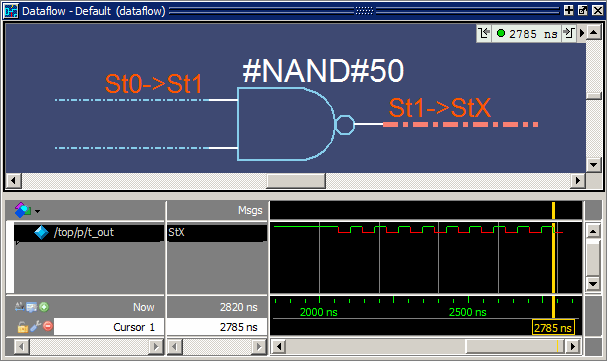 Dataflow - Default (dataflow)
2785 ns
#NAND#50
St0->St1
St1->StX
Msgs
/top/p/t_out
StX
Now
2820 ns
2000 ns
2500 ns
Cursor 1
2785 ns
2785 ns